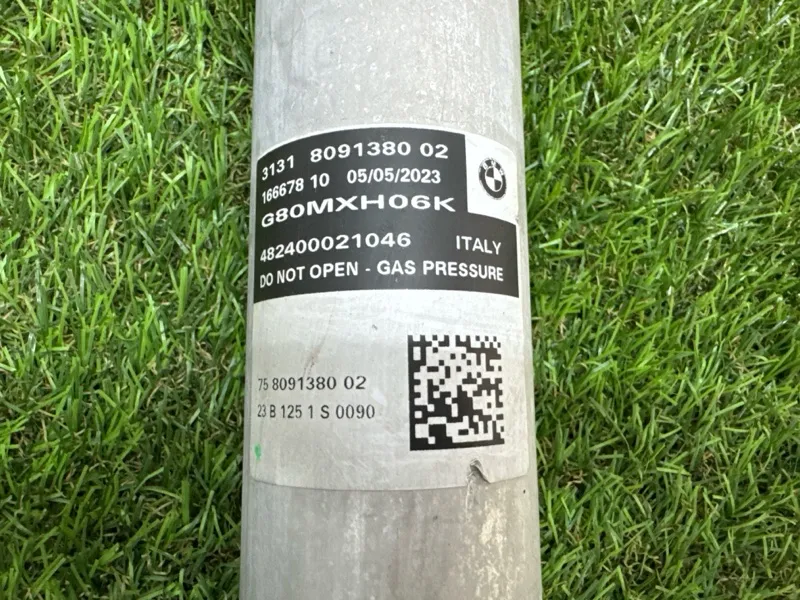 3131 8091380 02
166678 10 05/05/2023
G80MXH06K
482400021046 ITALY
DO NOT OPEN - GAS PRESSURE
75 8091380 02
23 B 125 1 S 0090